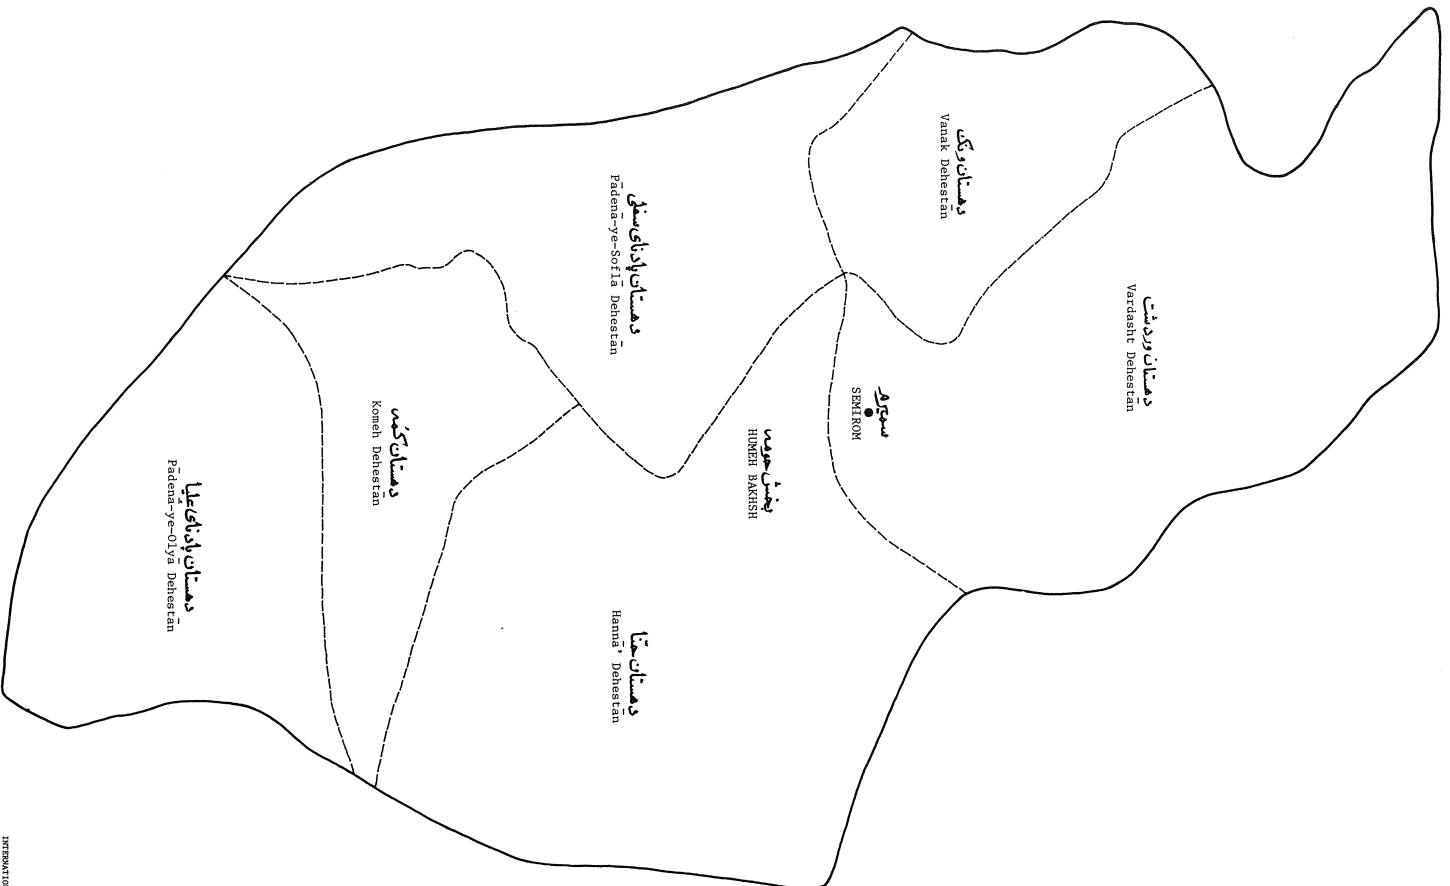 دهستان وردشت
Vardasht Dehestān
دهستان ونک
Vanak Dehestān
سمیرم
SEMIROM
بخش حومه
HUMEH BAKHSH
دهستان پادنای سفلی
Pādenā-ye-Soflā Dehestān
دهستان حنا
Hannā' Dehestān
دهستان کمه
Komeh Dehestān
دهستان پادنای علیا
Pādenā-ye-Olyā Dehestān